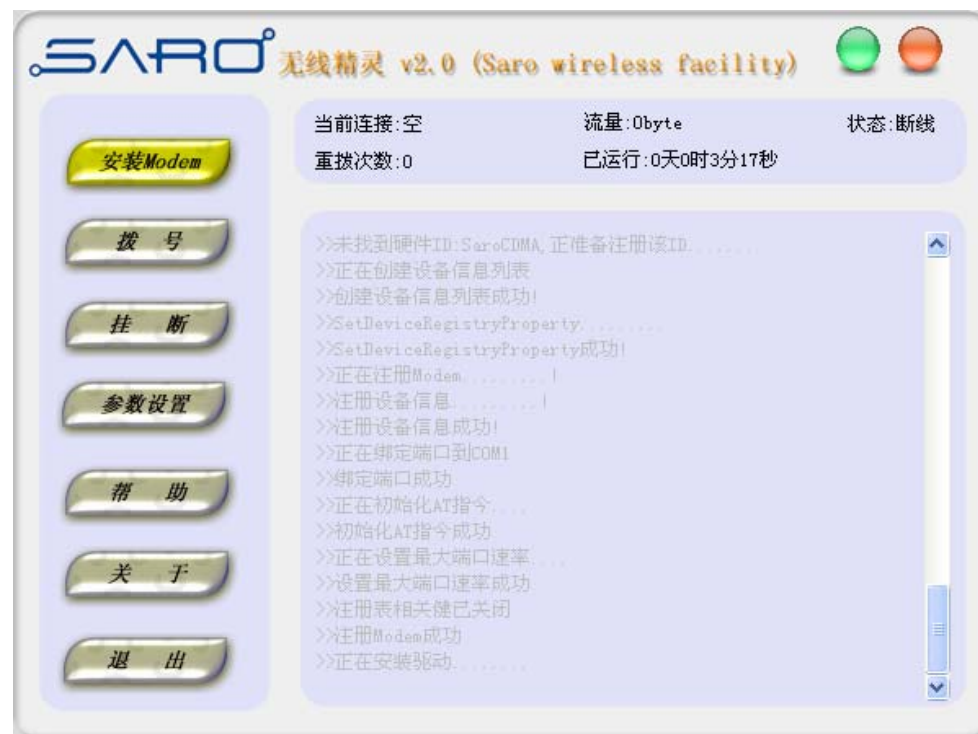 SARO 无线精灵 v2.0 (Saro wireless facility)
当前连接:空 流量:0byte 状态:断线
重拨次数:0 已运行:0天0时3分17秒
安装Modem
拨 号
挂 断
参数设置
帮 助
关 于
退 出
>>未找到硬件ID:SaroCDMA,正准备注册该ID........
>>正在创建设备信息列表
>>创建设备信息列表成功!
>>SetDeviceRegistryProperty.........
>>SetDeviceRegistryProperty成功!
>>正在注册Modem.........!
>>注册设备信息.........!
>>注册设备信息成功!
>>正在绑定端口到COM1
>>绑定端口成功
>>正在初始化AT指令....
>>初始化AT指令成功
>>正在设置最大端口速率....
>>设置最大端口速率成功
>>注册表相关健已关闭
>>注册Modem成功
>>正在安装驱动........